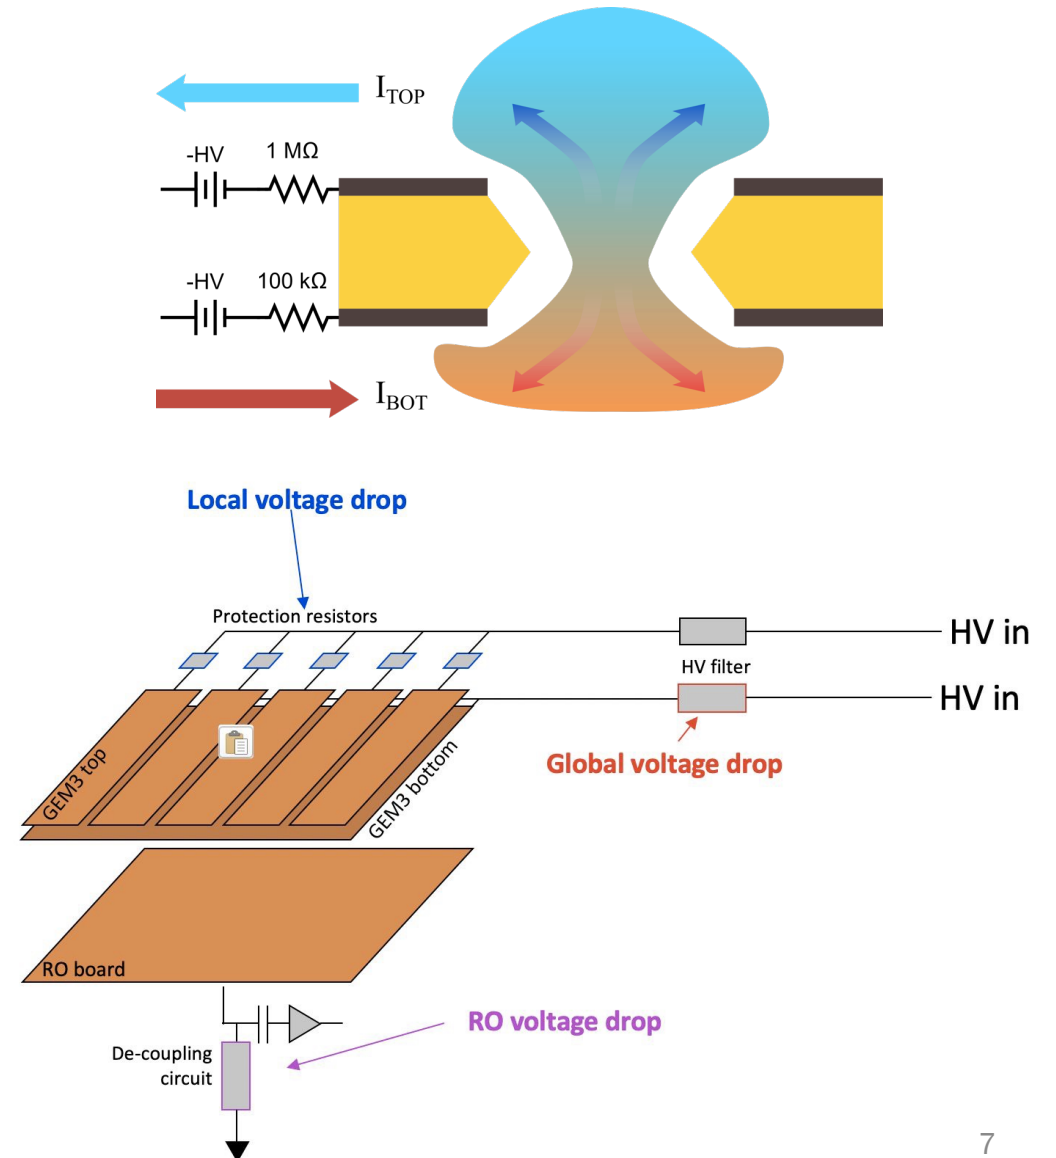 I_TOP
-HV
1 MΩ
-HV
100 kΩ
I_BOT
Local voltage drop
Protection resistors
HV in
HV filter
HV in
Global voltage drop
GEM3 top
GEM3 bottom
RO board
RO voltage drop
De-coupling
circuit
7